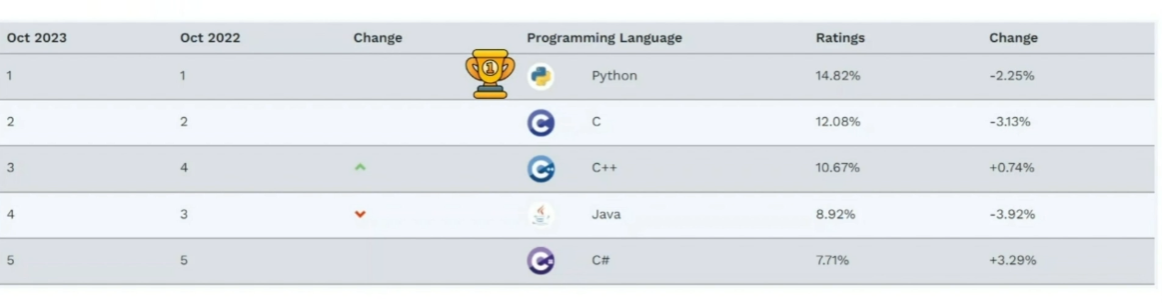 Oct 2023 Oct 2022 Change Programming Language Ratings Change
1 1 1 Python 14.82% -2.25%
2 2 C 12.08% -3.13%
3 4 C++ 10.67% +0.74%
4 3 Java 8.92% -3.92%
5 5 C# 7.71% +3.29%